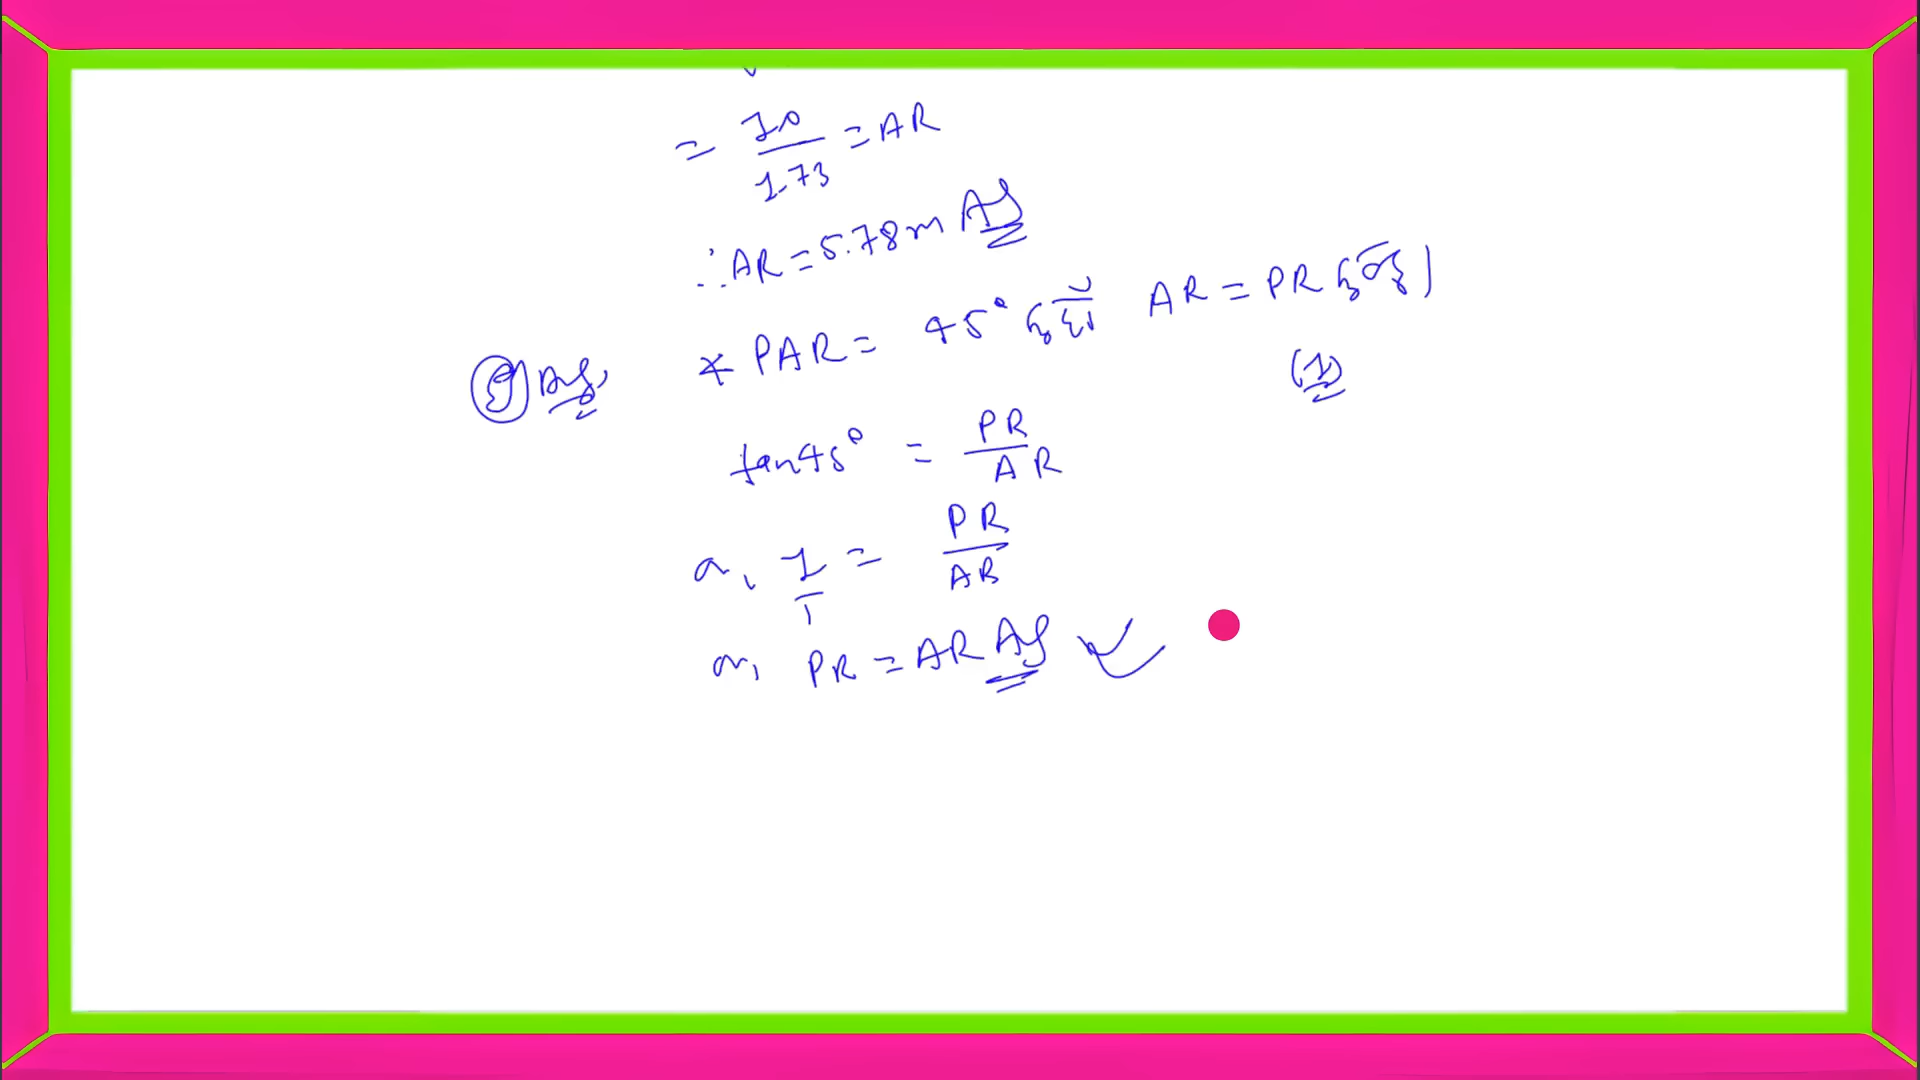 = 10/1.73 = AR
∴ AR = 5.78m Ans
Ans, ∠PAR = 45° हुँदा AR = PR हुन्छ । (1)
tan45° = PR/AR
or, 1/1 = PR/AR
or, PR = AR Ans